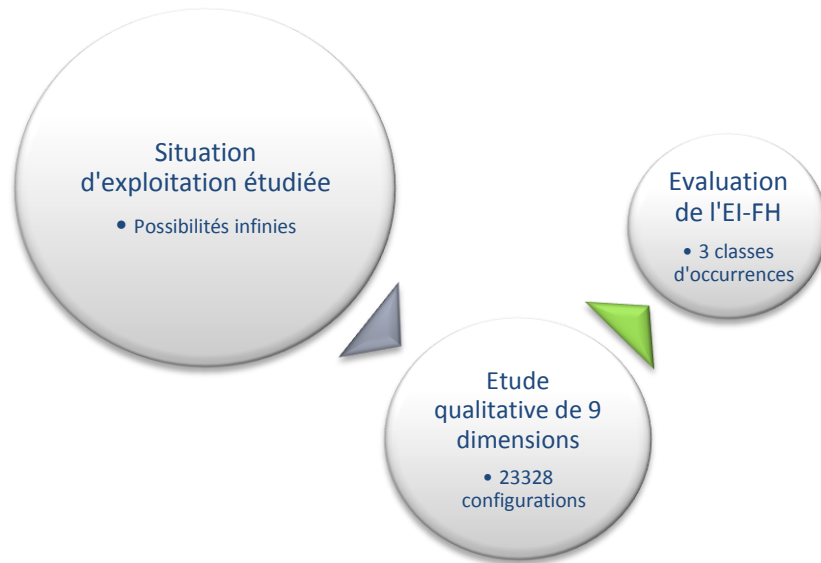 Situation
d'exploitation étudiée
• Possibilités infinies
Etude
qualitative de 9
dimensions
• 23328
configurations
Evaluation
de l'EI-FH
• 3 classes
d'occurrences